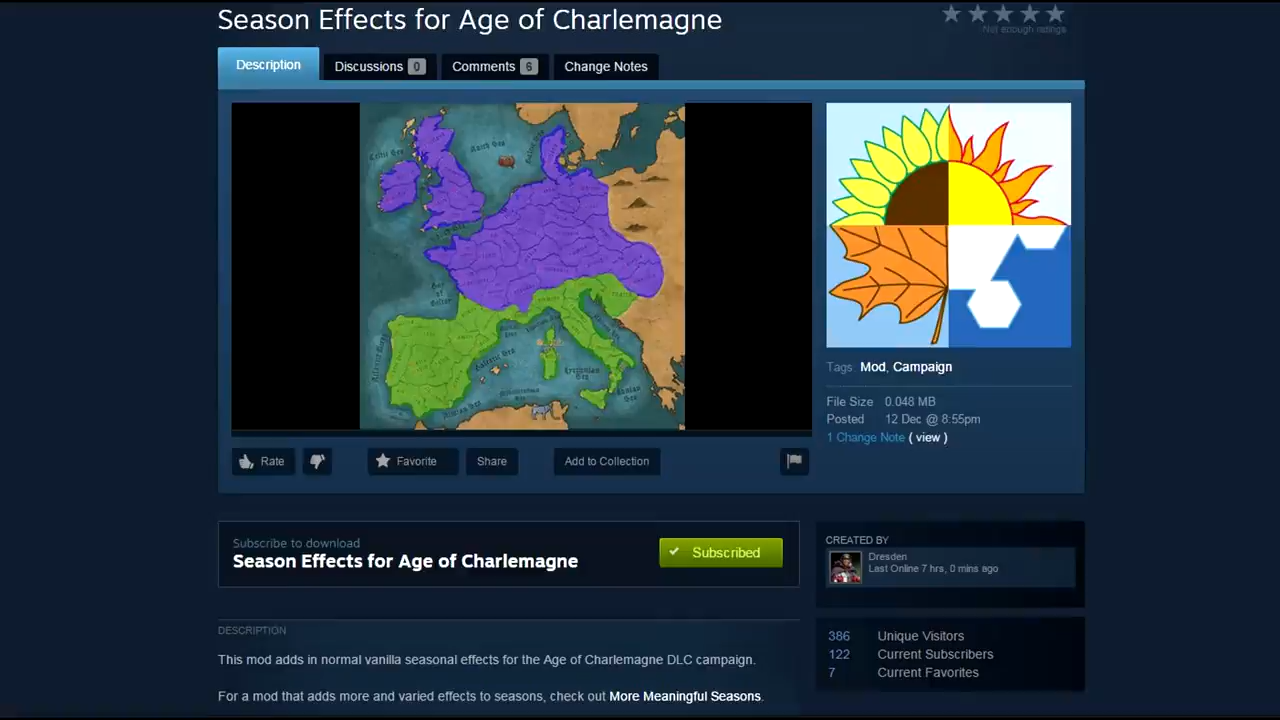 Season Effects for Age of Charlemagne
Not enough ratings
Description
Discussions 0
Comments 6
Change Notes
Celtic Sea
Tags: Mod, Campaign
File Size 0.048 MB
Posted 12 Dec @ 8:55pm
1 Change Note ( view )
Rate
Favorite
Share
Add to Collection
Subscribe to download
Season Effects for Age of Charlemagne
Subscribed
CREATED BY
Dresden
Last Online 7 hrs, 0 mins ago
386 Unique Visitors
122 Current Subscribers
7 Current Favorites
DESCRIPTION
This mod adds in normal vanilla seasonal effects for the Age of Charlemagne DLC campaign.
For a mod that adds more and varied effects to seasons, check out More Meaningful Seasons.